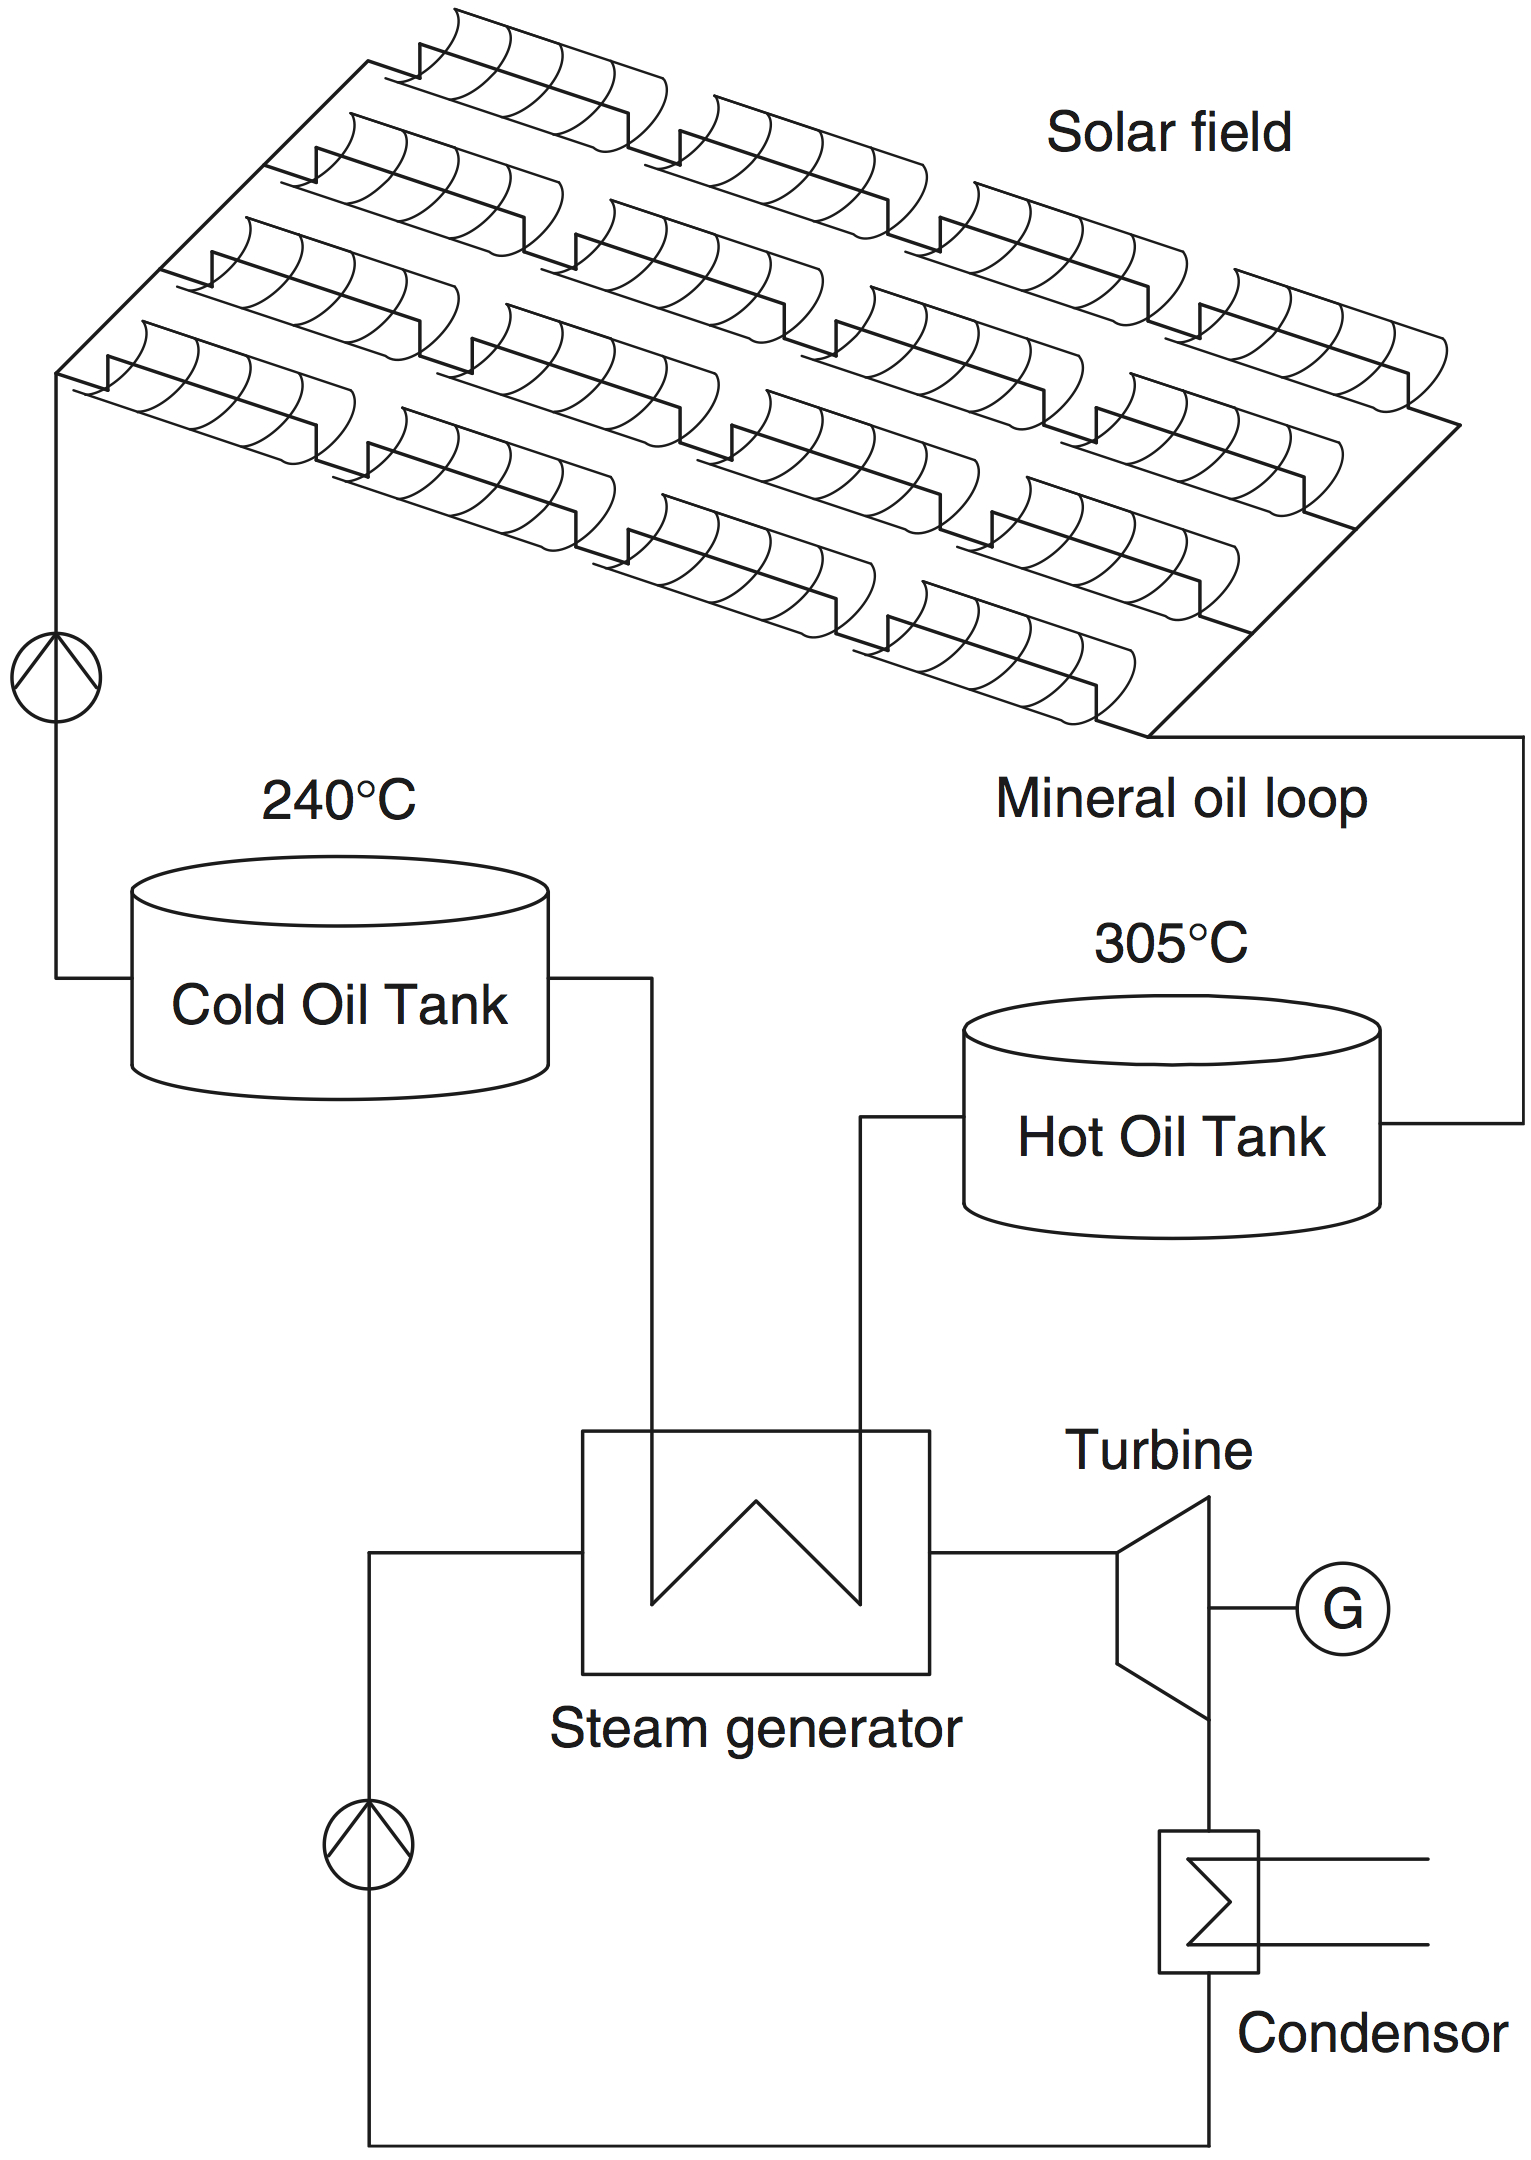 Solar field
240°C
Mineral oil loop
305°C
Cold Oil Tank
Hot Oil Tank
Turbine
G
Steam generator
Condensor